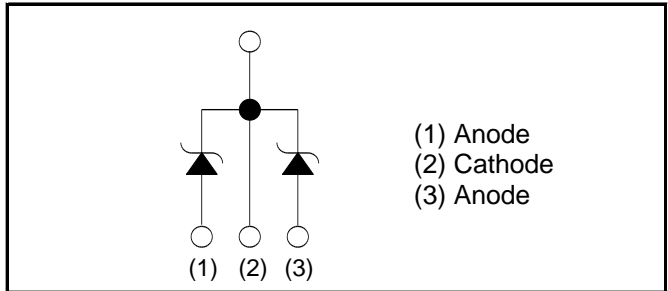 (1) Anode
(2) Cathode
(3) Anode
(1) (2) (3)